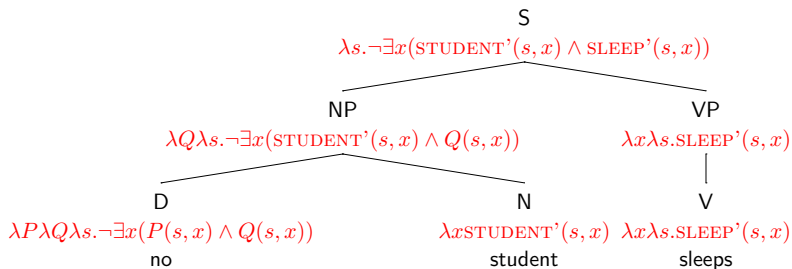 S
λs.¬∃x(STUDENT’(s, x) ∧ SLEEP’(s, x))
NP VP
λQλs.¬∃x(STUDENT’(s, x) ∧ Q(s, x)) λxλs.SLEEP’(s, x)
D N V
λPλQλs.¬∃x(P(s, x) ∧ Q(s, x)) λxSTUDENT’(s, x) λxλs.SLEEP’(s, x)
no student sleeps